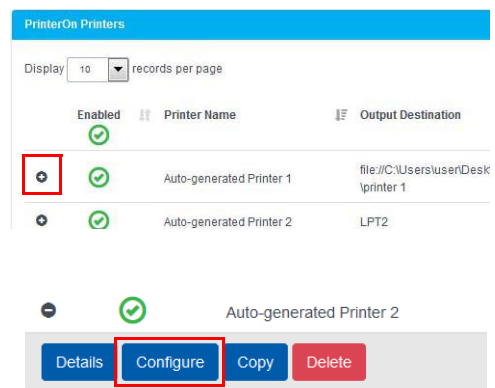 PrinterOn Printers
Display 10 records per page
Enabled Printer Name Output Destination
Auto-generated Printer 1 file://C:\Users\user\Desk
\printer 1
Auto-generated Printer 2 LPT2
Auto-generated Printer 2
Details Configure Copy Delete